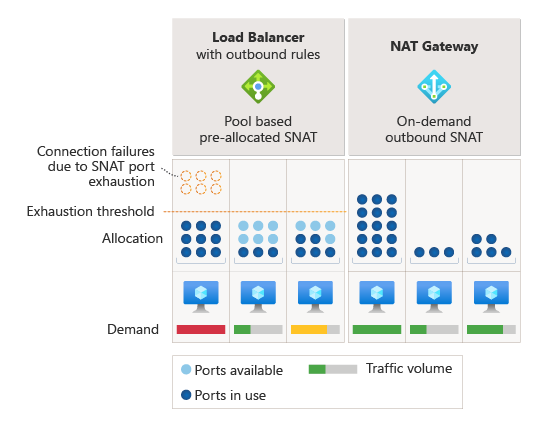 Load Balancer
with outbound rules
Pool based
pre-allocated SNAT
NAT Gateway
On-demand
outbound SNAT
Connection failures
due to SNAT port
exhaustion
Exhaustion threshold
Allocation
Demand
Ports available
Traffic volume
Ports in use